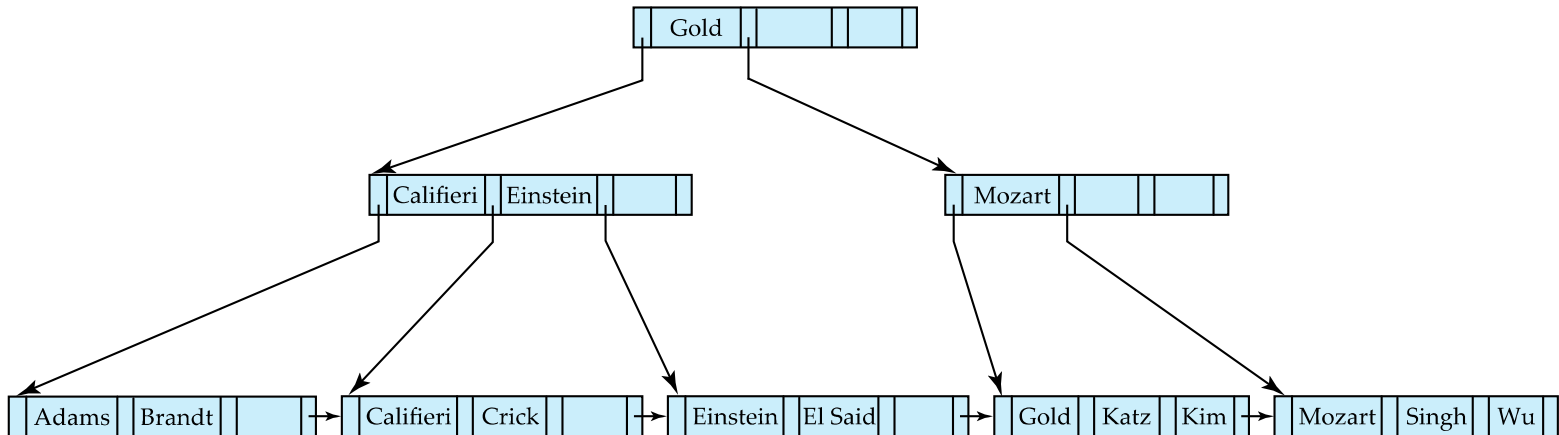 Gold
Califieri Einstein
Mozart
Adams Brandt
Califieri Crick
Einstein El Said
Gold Katz Kim
Mozart Singh Wu